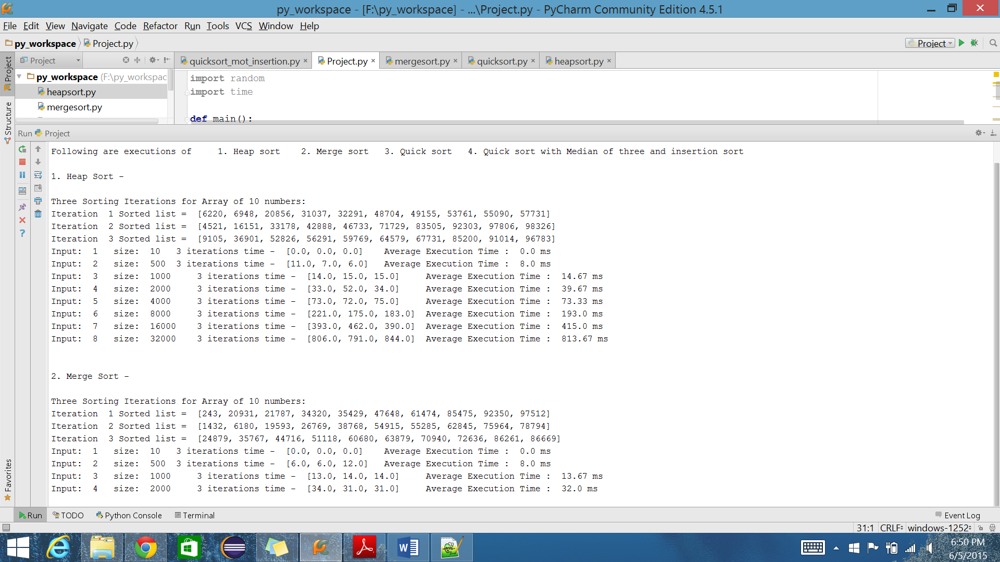 py_workspace - [F:\py_workspace] - ...\Project.py - PyCharm Community Edition 4.5.1
File Edit View Navigate Code Refactor Run Tools VCS Window Help
py_workspace Project.py Project
Project quicksort_mot_insertion.py Project.py mergesort.py quicksort.py heapsort.py
Project
Structure
Favorites
py_workspace (F:\py_workspac
heapsort.py
mergesort.py
import random
import time
def main():
Run Project
Following are executions of 1. Heap sort 2. Merge sort 3. Quick sort 4. Quick sort with Median of three and insertion sort
1. Heap Sort -
Three Sorting Iterations for Array of 10 numbers:
Iteration 1 Sorted list = [6220, 6948, 20856, 31037, 32291, 48704, 49155, 53761, 55090, 57731]
Iteration 2 Sorted list = [4521, 16151, 33178, 42888, 46733, 71729, 83505, 92303, 97806, 98326]
Iteration 3 Sorted list = [9105, 36901, 52826, 56291, 59769, 64579, 67731, 85200, 91014, 96783]
Input: 1 size: 10 3 iterations time - [0.0, 0.0, 0.0] Average Execution Time : 0.0 ms
Input: 2 size: 500 3 iterations time - [11.0, 7.0, 6.0] Average Execution Time : 8.0 ms
Input: 3 size: 1000 3 iterations time - [14.0, 15.0, 15.0] Average Execution Time : 14.67 ms
Input: 4 size: 2000 3 iterations time - [33.0, 52.0, 34.0] Average Execution Time : 39.67 ms
Input: 5 size: 4000 3 iterations time - [73.0, 72.0, 75.0] Average Execution Time : 73.33 ms
Input: 6 size: 8000 3 iterations time - [221.0, 175.0, 183.0] Average Execution Time : 193.0 ms
Input: 7 size: 16000 3 iterations time - [393.0, 462.0, 390.0] Average Execution Time : 415.0 ms
Input: 8 size: 32000 3 iterations time - [806.0, 791.0, 844.0] Average Execution Time : 813.67 ms
2. Merge Sort -
Three Sorting Iterations for Array of 10 numbers:
Iteration 1 Sorted list = [243, 20931, 21787, 34320, 35429, 47648, 61474, 85475, 92350, 97512]
Iteration 2 Sorted list = [1432, 6180, 19593, 26769, 38768, 54915, 55285, 62845, 75964, 78794]
Iteration 3 Sorted list = [24879, 35767, 44716, 51118, 60680, 63879, 70940, 72636, 86261, 86669]
Input: 1 size: 10 3 iterations time - [0.0, 0.0, 0.0] Average Execution Time : 0.0 ms
Input: 2 size: 500 3 iterations time - [6.0, 6.0, 12.0] Average Execution Time : 8.0 ms
Input: 3 size: 1000 3 iterations time - [13.0, 14.0, 14.0] Average Execution Time : 13.67 ms
Input: 4 size: 2000 3 iterations time - [34.0, 31.0, 31.0] Average Execution Time : 32.0 ms
Run TODO Python Console Terminal Event Log
31:1 CRLF windows-1252
6:50 PM
6/5/2015